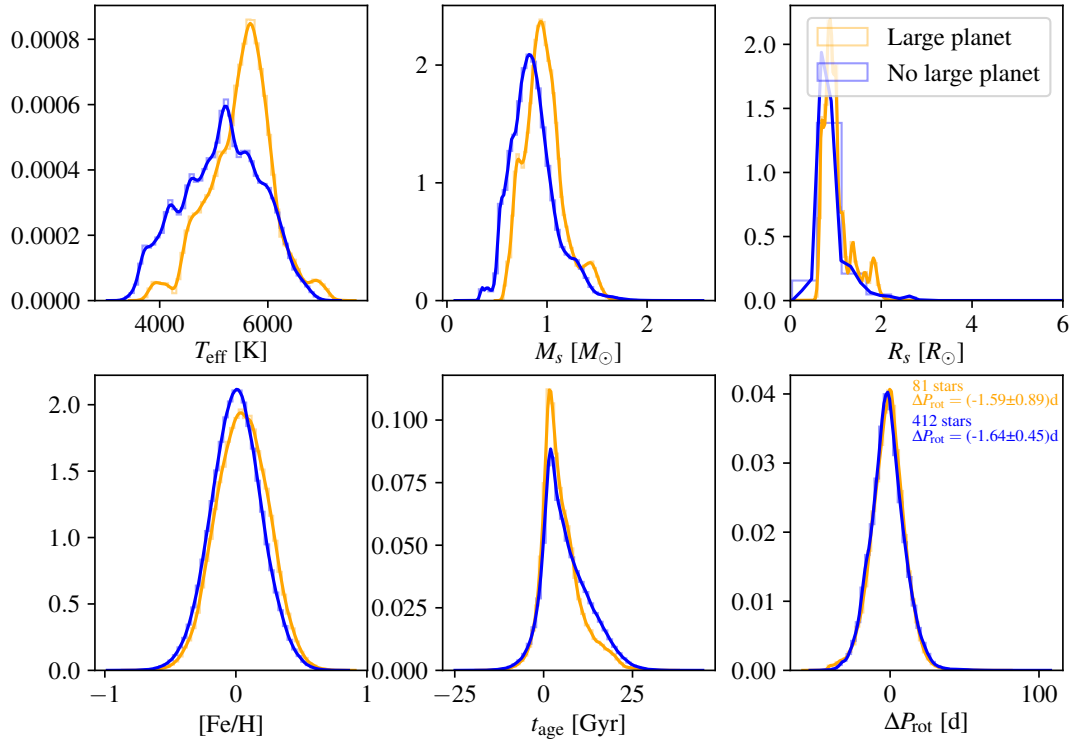 0.0008
0.0006
0.0004
0.0002
0.0000
4000 6000
T_eff [K]
2
1
0
0 1 2
M_s [M_⊙]
2.0
1.5
1.0
0.5
0.0
0 2 4 6
R_s [R_⊙]
Large planet
No large planet
2.0
1.5
1.0
0.5
0.0
−1 0 1
[Fe/H]
0.100
0.075
0.050
0.025
0.000
−25 0 25
t_age [Gyr]
0.04
0.03
0.02
0.01
0.00
0 100
ΔP_rot [d]
81 stars
ΔP_rot = (-1.59±0.89)d
412 stars
ΔP_rot = (-1.64±0.45)d